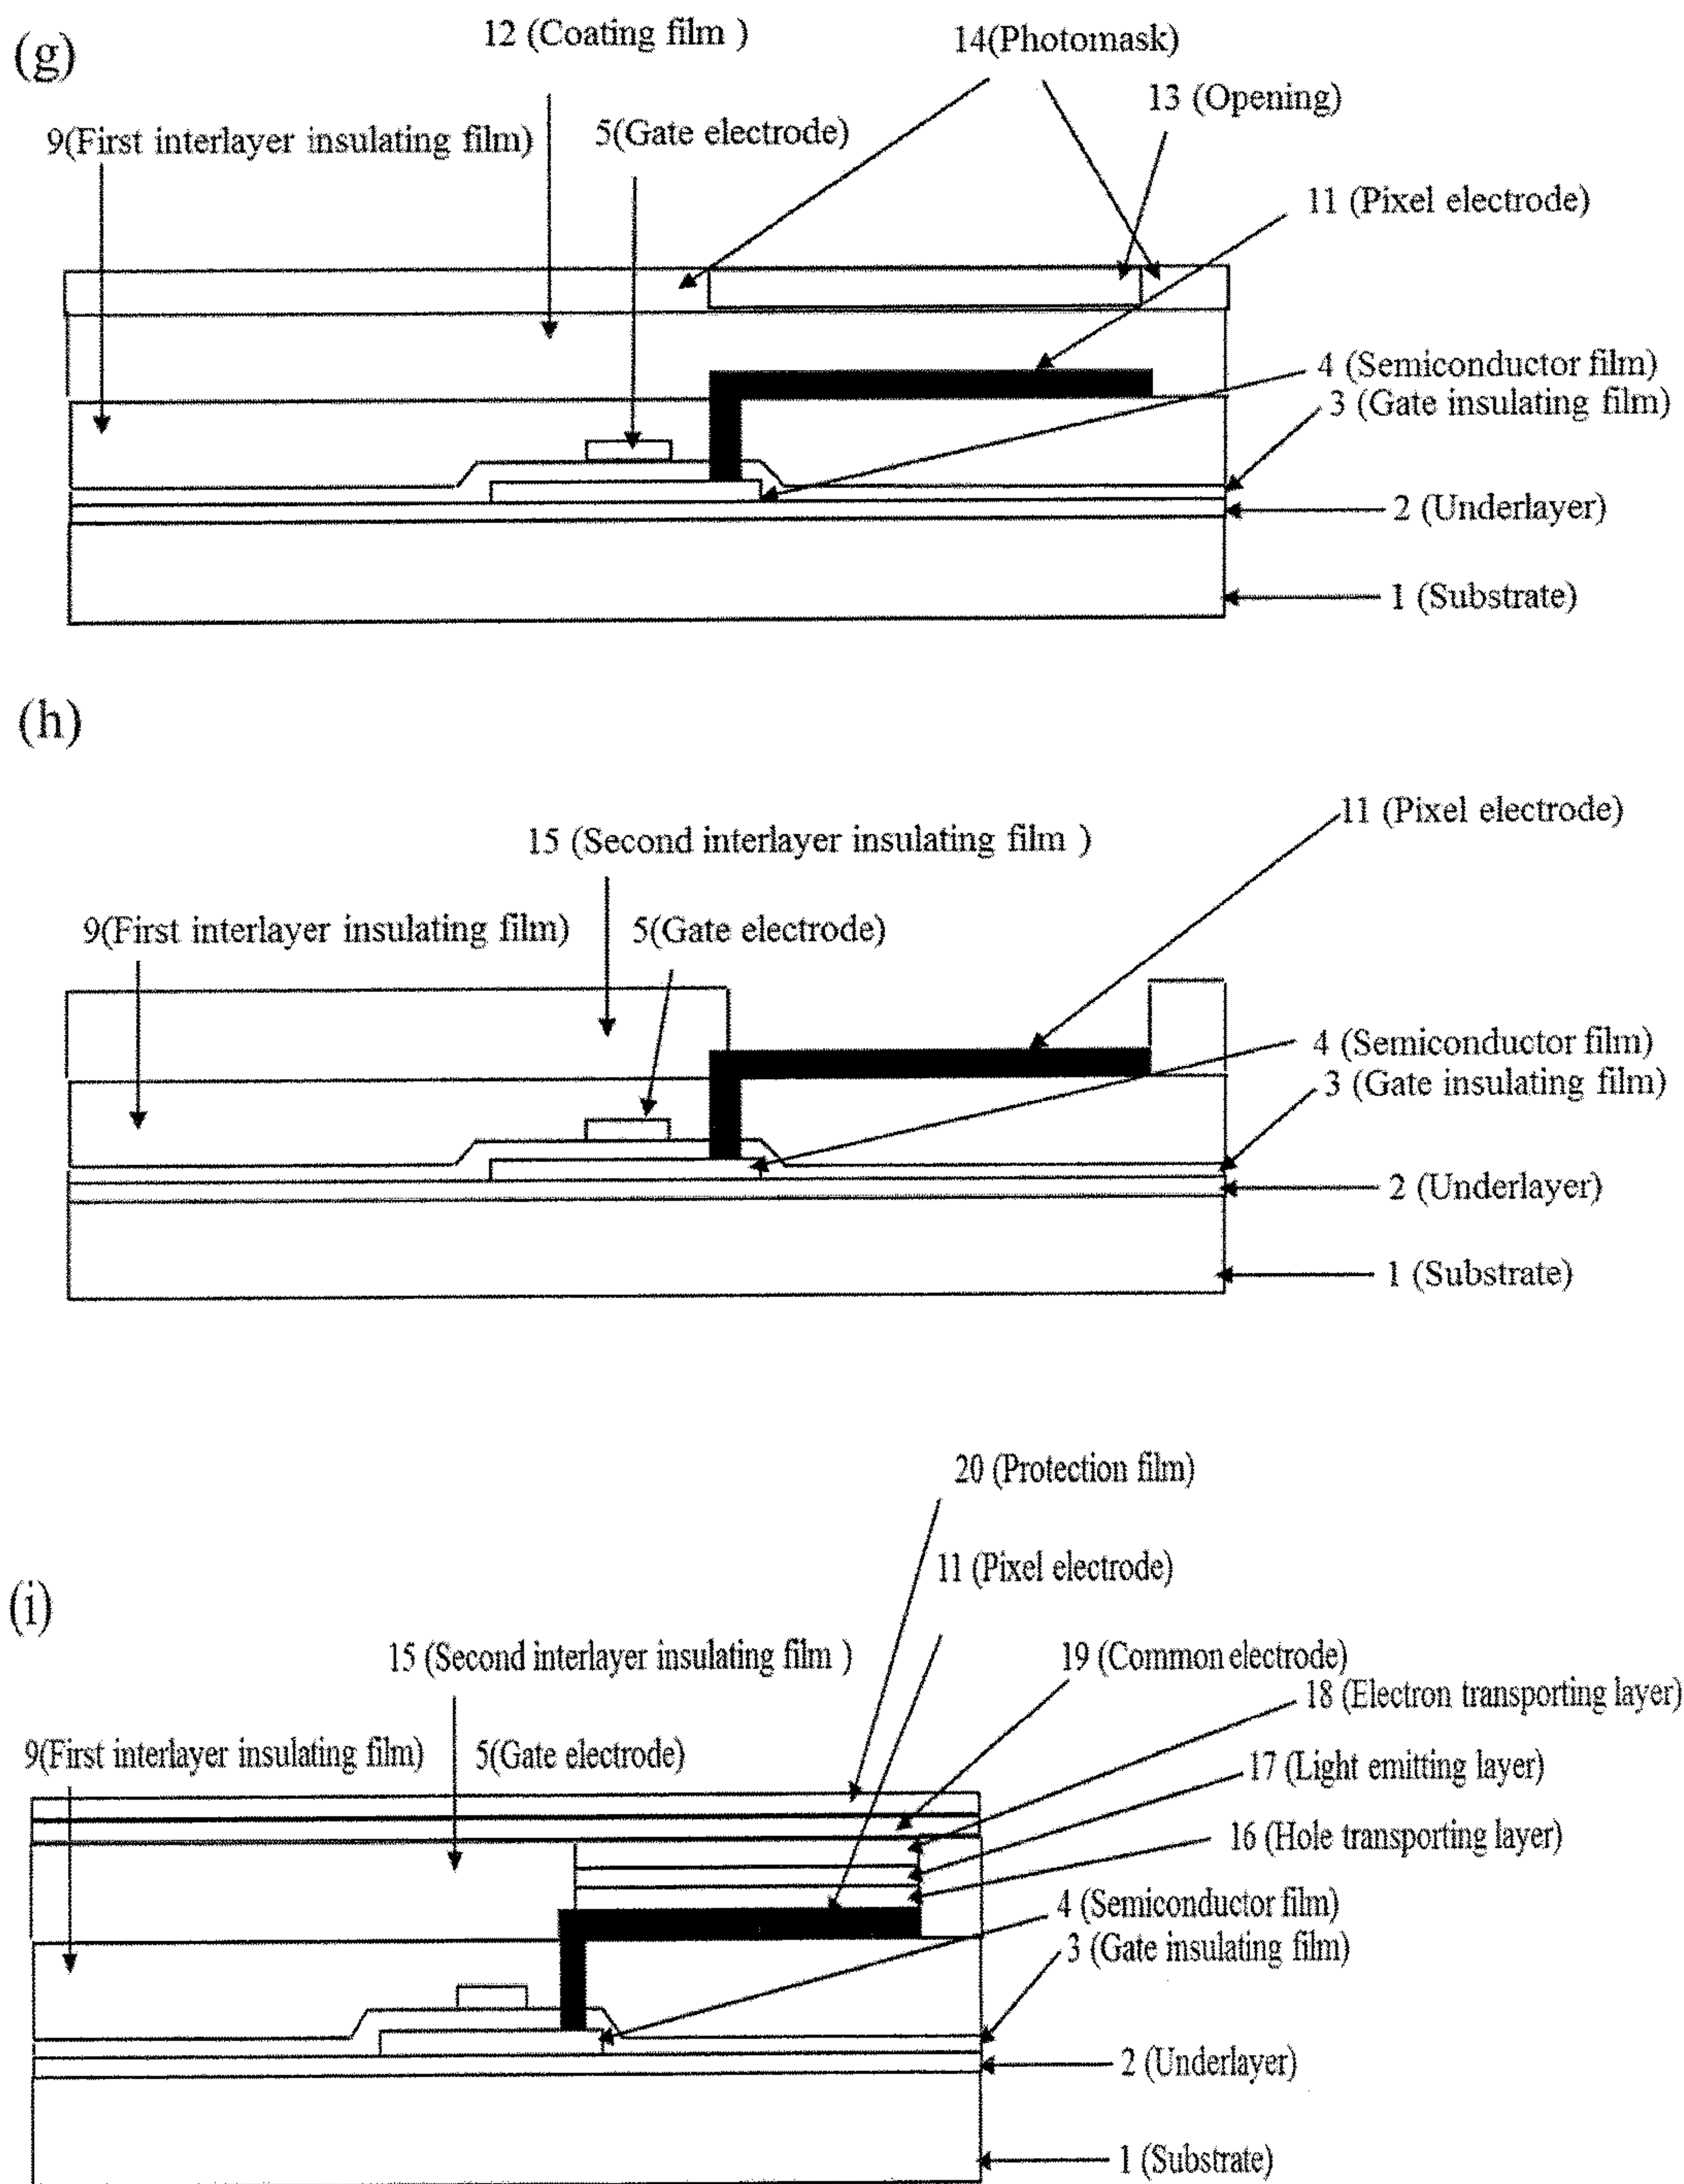 (g)
12 (Coating film )
14(Photomask)
13 (Opening)
9(First interlayer insulating film)
5(Gate electrode)
11 (Pixel electrode)
4 (Semiconductor film)
3 (Gate insulating film)
2 (Underlayer)
1 (Substrate)
(h)
11 (Pixel electrode)
15 (Second interlayer insulating film )
9(First interlayer insulating film)
5(Gate electrode)
4 (Semiconductor film)
3 (Gate insulating film)
2 (Underlayer)
1 (Substrate)
(i)
20 (Protection film)
11 (Pixel electrode)
15 (Second interlayer insulating film )
19 (Common electrode)
18 (Electron transporting layer)
9(First interlayer insulating film)
5(Gate electrode)
17 (Light emitting layer)
16 (Hole transporting layer)
4 (Semiconductor film)
3 (Gate insulating film)
2 (Underlayer)
1 (Substrate)